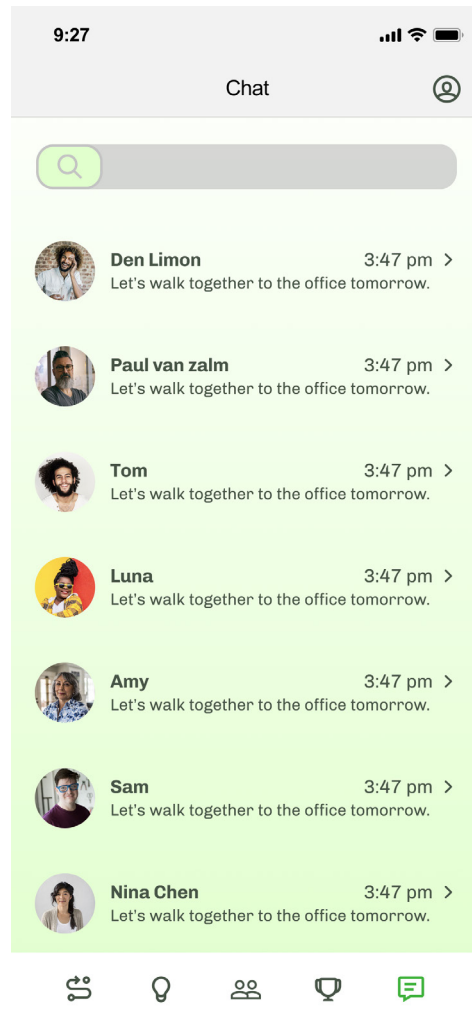 9:27
Chat
Den Limon 3:47 pm
Let's walk together to the office tomorrow.
Paul van zalm 3:47 pm
Let's walk together to the office tomorrow.
Tom 3:47 pm
Let's walk together to the office tomorrow.
Luna 3:47 pm
Let's walk together to the office tomorrow.
Amy 3:47 pm
Let's walk together to the office tomorrow.
Sam 3:47 pm
Let's walk together to the office tomorrow.
Nina Chen 3:47 pm
Let's walk together to the office tomorrow.